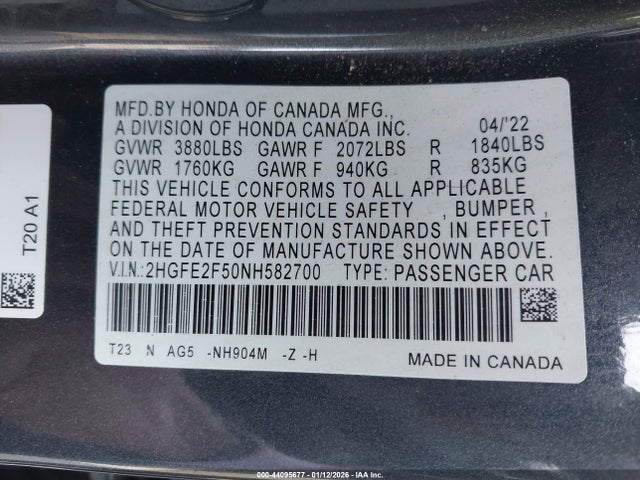 MFD.BY HONDA OF CANADA MFG.,
A DIVISION OF HONDA CANADA INC. 04/'22
GVWR 3880LBS GAWR F 2072LBS R 1840LBS
GVWR 1760KG GAWR F 940KG R 835KG
THIS VEHICLE CONFORMS TO ALL APPLICABLE
FEDERAL MOTOR VEHICLE SAFETY , BUMPER ,
AND THEFT PREVENTION STANDARDS IN EFFECT
ON THE DATE OF MANUFACTURE SHOWN ABOVE.
V.I.N.:2HGFE2F50NH582700 TYPE:PASSENGER CAR
T23 N AG5 -NH904M -Z -H
MADE IN CANADA
T20 A1
000-44095677 - 01/12/2026 - IAA Inc.